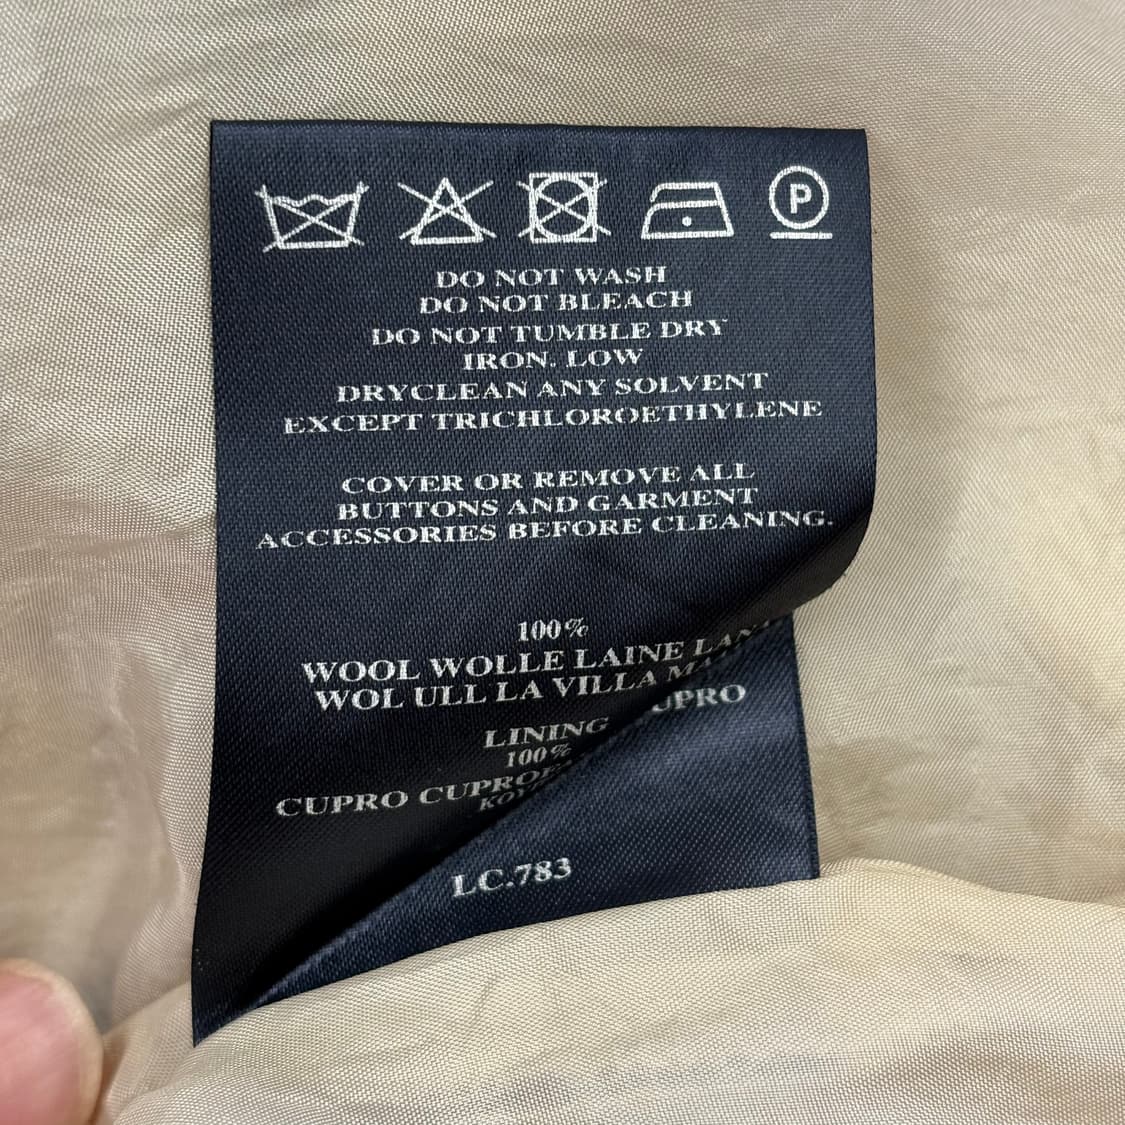 P
DO NOT WASH
DO NOT BLEACH
DO NOT TUMBLE DRY
IRON. LOW
DRYCLEAN ANY SOLVENT
EXCEPT TRICHLOROETHYLENE
COVER OR REMOVE ALL
BUTTONS AND GARMENT
ACCESSORIES BEFORE CLEANING.
100%
WOOL WOLLE LAINE
WOL ULL LA VILLA
LINING
100%
CUPRO
LC.783